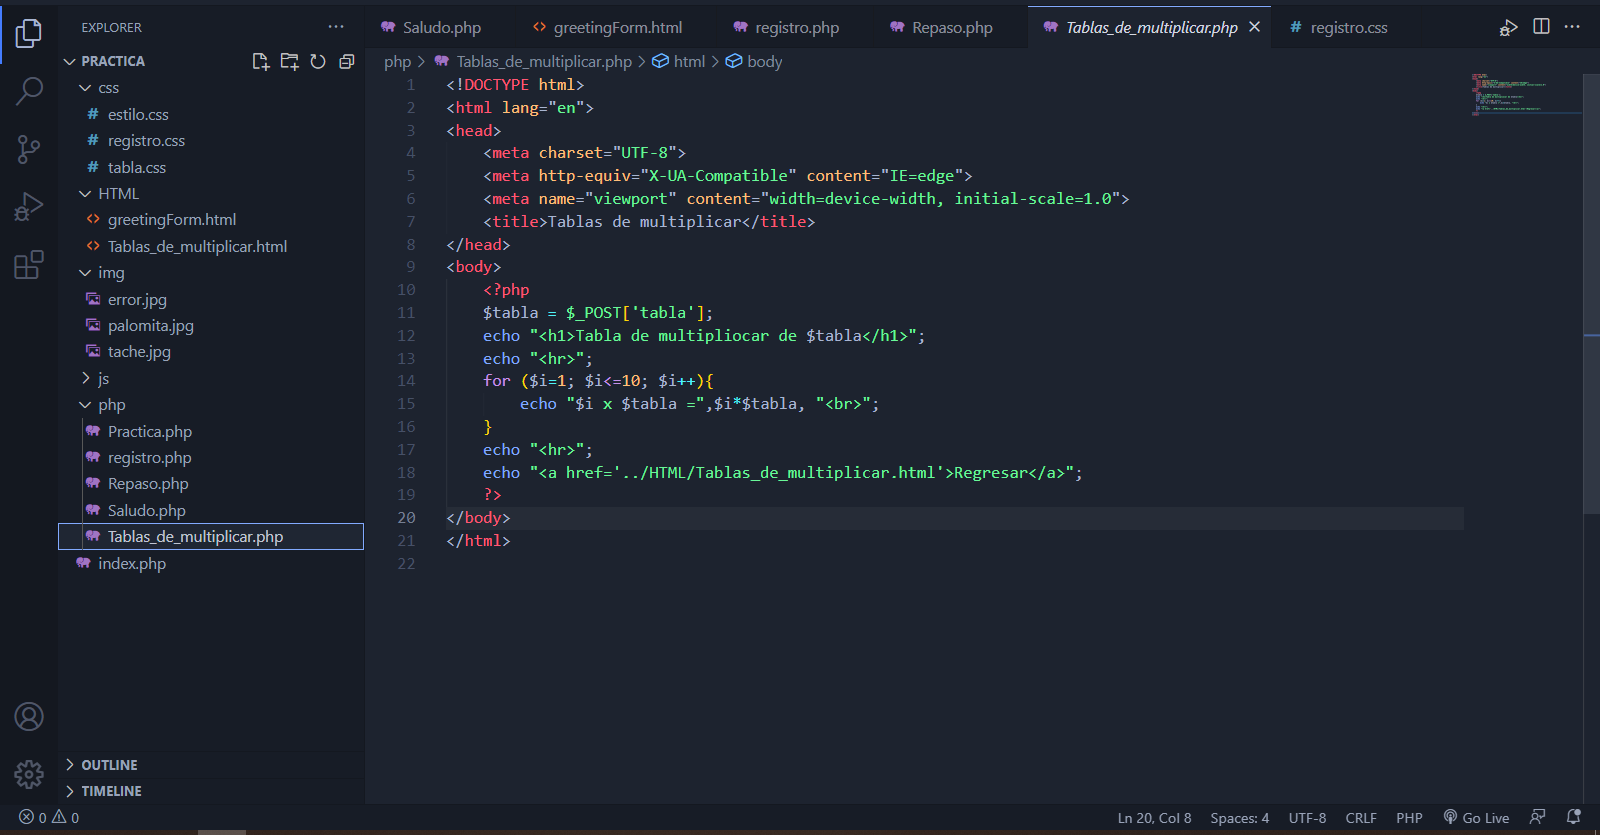 EXPLORER
PRACTICA
css
# estilo.css
# registro.css
# tabla.css
HTML
<> greetingForm.html
<> Tablas_de_multiplicar.html
img
error.jpg
palomita.jpg
tache.jpg
js
php
Practica.php
registro.php
Repaso.php
Saludo.php
Tablas_de_multiplicar.php
index.php
OUTLINE
TIMELINE
Saludo.php <> greetingForm.html registro.php Repaso.php Tablas_de_multiplicar.php # registro.css
php > Tablas_de_multiplicar.php > html > body
1 <!DOCTYPE html>
2 <html lang="en">
3 <head>
4     <meta charset="UTF-8">
5     <meta http-equiv="X-UA-Compatible" content="IE=edge">
6     <meta name="viewport" content="width=device-width, initial-scale=1.0">
7     <title>Tablas de multiplicar</title>
8 </head>
9 <body>
10     <?php
11     $tabla = $_POST['tabla'];
12     echo "<h1>Tabla de multipliocar de $tabla</h1>";
13     echo "<hr>";
14     for ($i=1; $i<=10; $i++){
15         echo "$i x $tabla =",$i*$tabla, "<br>";
16     }
17     echo "<hr>";
18     echo "<a href='../HTML/Tablas_de_multiplicar.html'>Regresar</a>";
19     ?>
20 </body>
21 </html>
22
0 0 Ln 20, Col 8 Spaces: 4 UTF-8 CRLF PHP Go Live